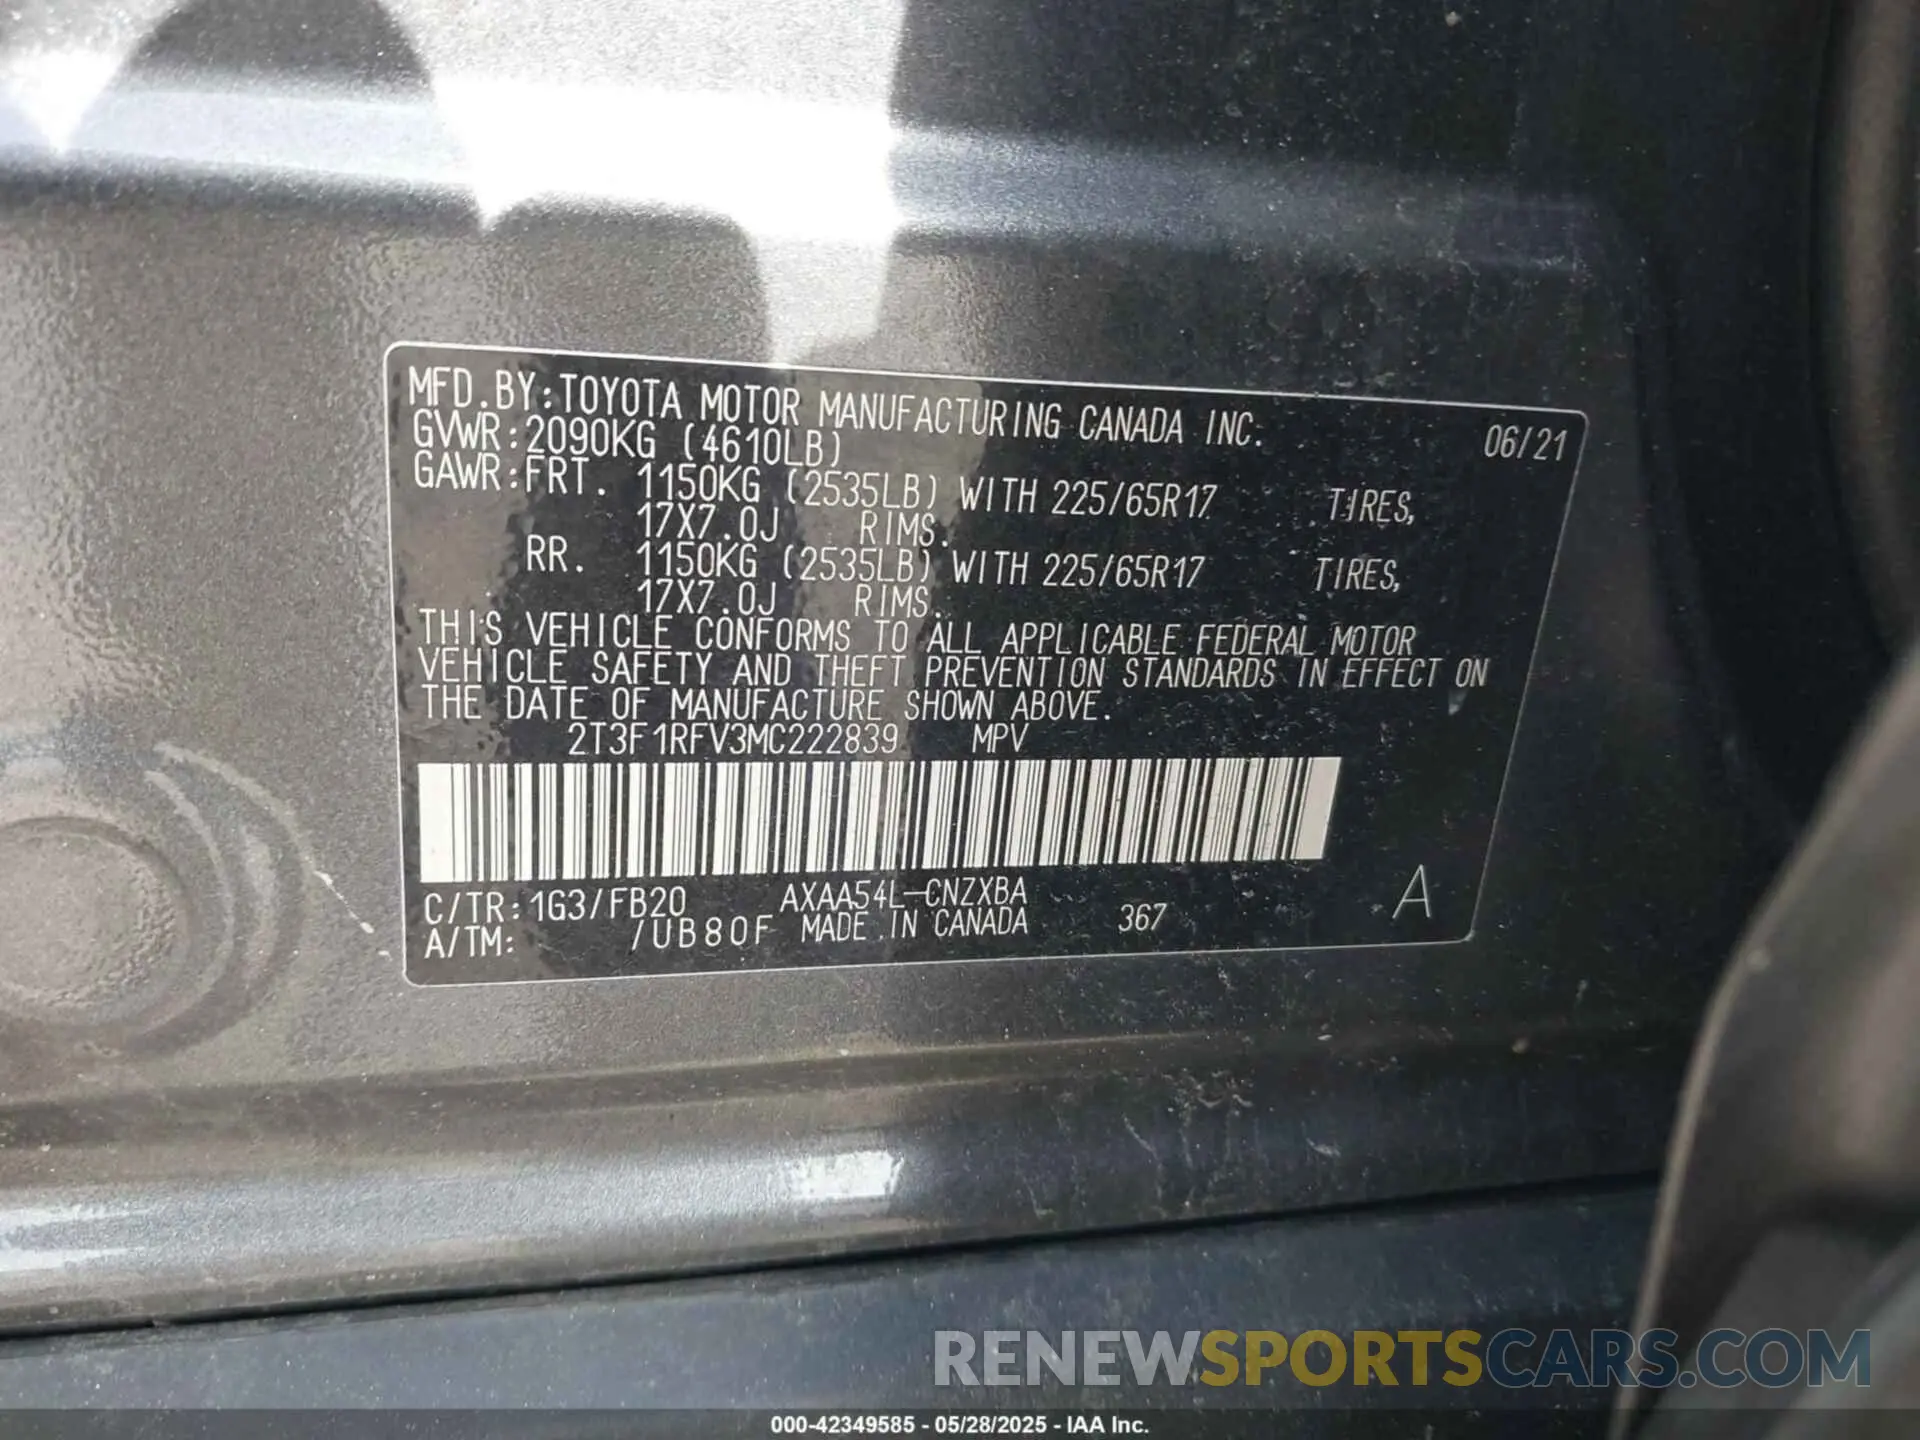 MFD.BY:TOYOTA MOTOR MANUFACTURING CANADA INC. 06/21
GVWR:2090KG (4610LB)
GAWR:FRT. 1150KG (2535LB) WITH 225/65R17 TIRES,
17X7.0J RIMS.
RR. 1150KG (2535LB) WITH 225/65R17 TIRES,
17X7.0J RIMS.
THIS VEHICLE CONFORMS TO ALL APPLICABLE FEDERAL MOTOR
VEHICLE SAFETY AND THEFT PREVENTION STANDARDS IN EFFECT ON
THE DATE OF MANUFACTURE SHOWN ABOVE.
2T3F1RFV3MC222839 MPV
C/TR:1G3/FB20 AXAA54L-CNZXBA
A/TM: /UB80F MADE IN CANADA 367 A
RENEWSPORTSCARS.COM
000-42349585 - 05/28/2025 - IAA Inc.